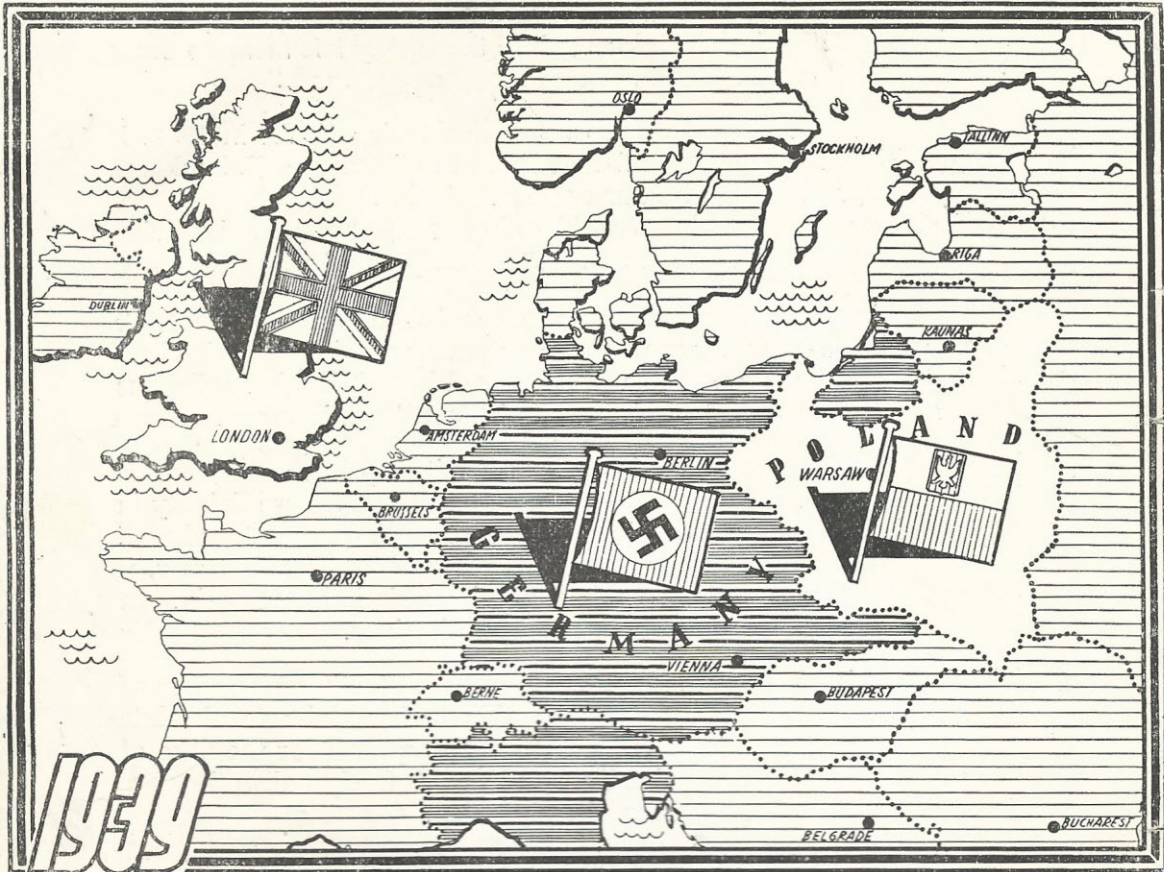 OSLO
STOCKHOLM
TALLINN
RIGA
DUBLIN
KAUNAS
LONDON
AMSTERDAM
BERLIN
POLAND
WARSAW
BRUSSELS
PARIS
GERMANY
VIENNA
BERNE
BUDAPEST
1939
BELGRADE
BUCHAREST